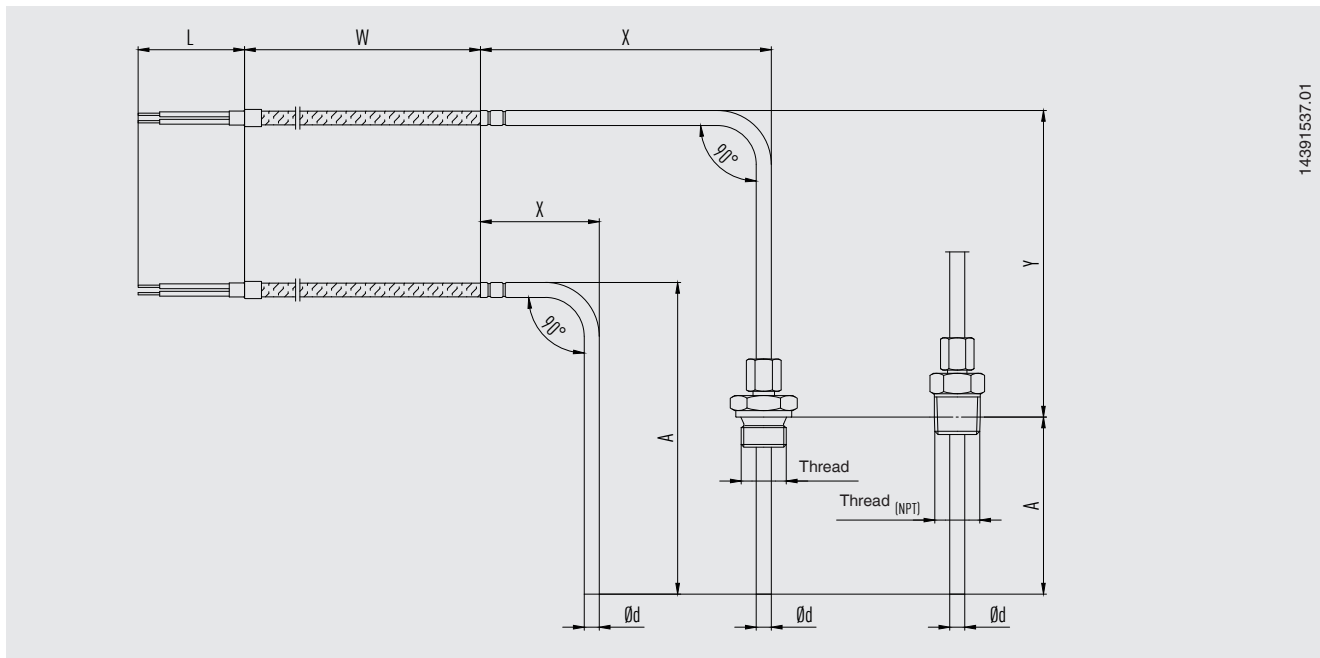 L
W
X
14391537.01
90°
X
90°
Y
A
Thread
Thread (NPT)
A
Ød
Ød
Ød